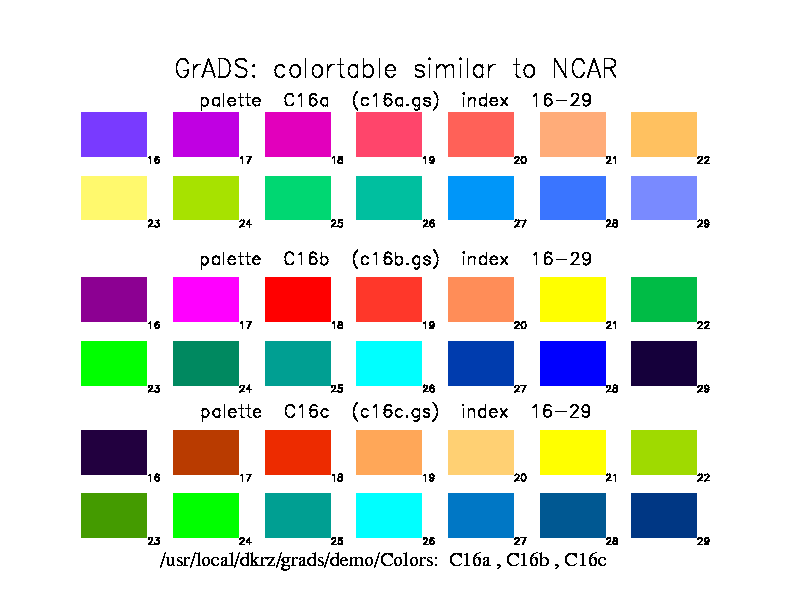 GrADS: colortable similar to NCAR
palette C16a (c16a.gs) index 16-29
16 17 18 19 20 21 22
23 24 25 26 27 28 29
palette C16b (c16b.gs) index 16-29
16 17 18 19 20 21 22
23 24 25 26 27 28 29
palette C16c (c16c.gs) index 16-29
16 17 18 19 20 21 22
23 24 25 26 27 28 29
/usr/local/dkrz/grads/demo/Colors: C16a , C16b , C16c